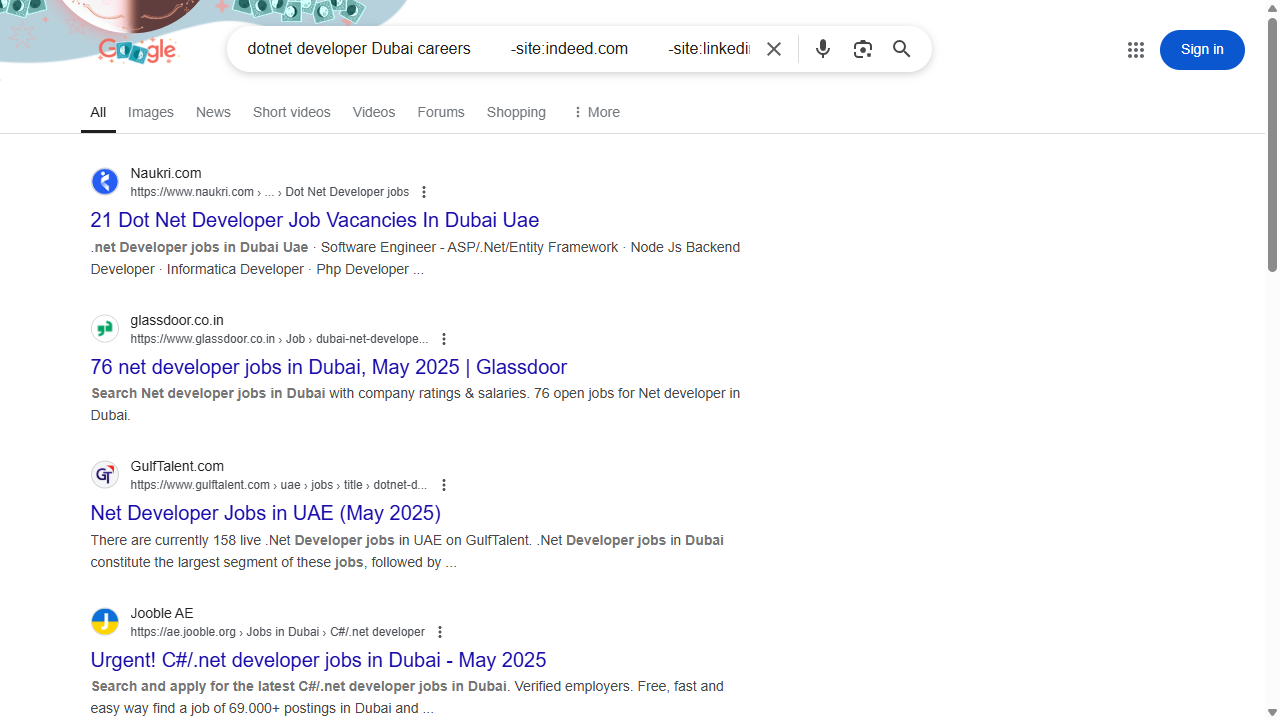 Google
dotnet developer Dubai careers -site:indeed.com -site:linkedin
Sign in
All Images News Short videos Videos Forums Shopping More
Naukri.com
https://www.naukri.com › ... › Dot Net Developer jobs
21 Dot Net Developer Job Vacancies In Dubai Uae
.net Developer jobs in Dubai Uae · Software Engineer - ASP/.Net/Entity Framework · Node Js Backend
Developer · Informatica Developer · Php Developer ...
glassdoor.co.in
https://www.glassdoor.co.in › Job › dubai-net-develope...
76 net developer jobs in Dubai, May 2025 | Glassdoor
Search Net developer jobs in Dubai with company ratings & salaries. 76 open jobs for Net developer in
Dubai.
GulfTalent.com
https://www.gulftalent.com › uae › jobs › title › dotnet-d...
Net Developer Jobs in UAE (May 2025)
There are currently 158 live .Net Developer jobs in UAE on GulfTalent. .Net Developer jobs in Dubai
constitute the largest segment of these jobs, followed by ...
Jooble AE
https://ae.jooble.org › Jobs in Dubai › C#/.net developer
Urgent! C#/.net developer jobs in Dubai - May 2025
Search and apply for the latest C#/.net developer jobs in Dubai. Verified employers. Free, fast and
easy way find a job of 69.000+ postings in Dubai and ...